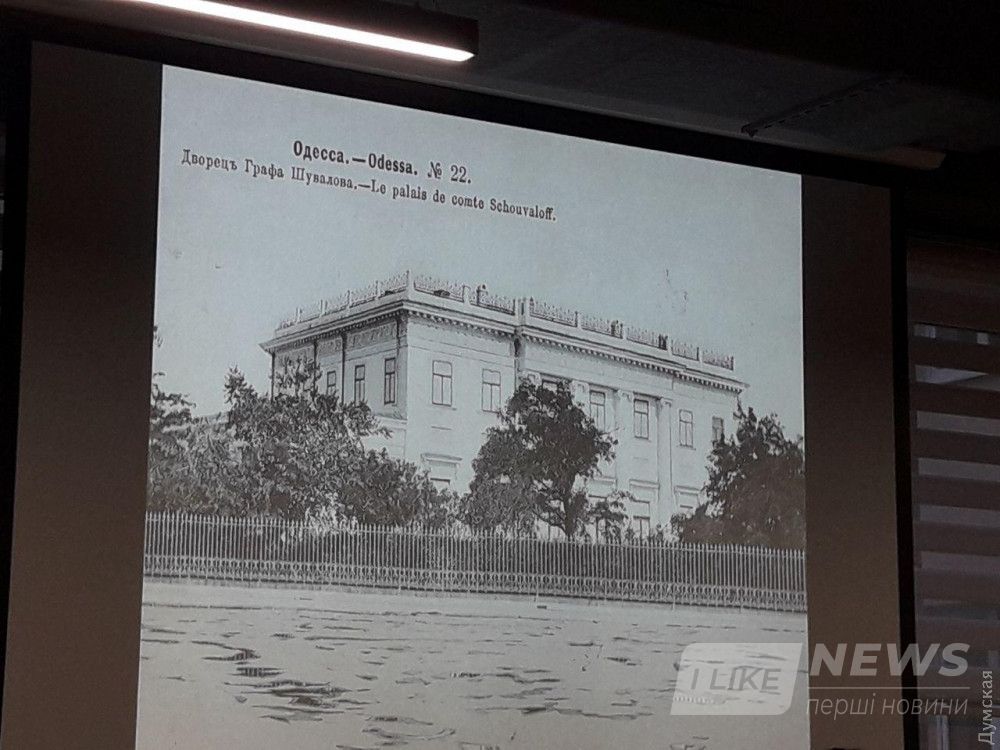 Одесса.—Odessa. № 22.
Дворецъ Графа Шувалова.—Le palais de comte Schouvaloff.
I LIKE NEWS
перші новини
Думская